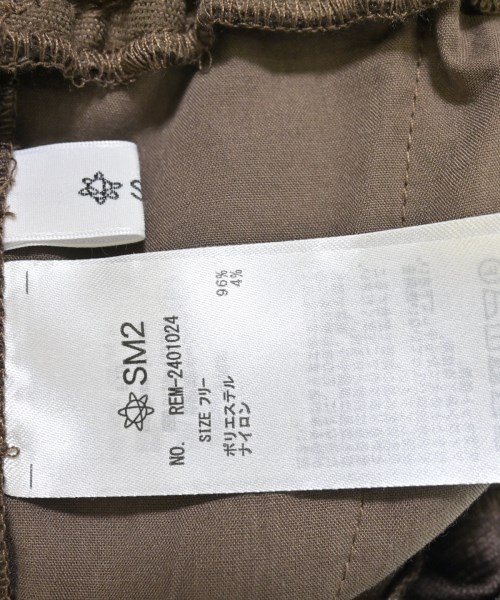 SM2
NO. REM-2401024
SIZE フリー
ポリエステル 96%
ナイロン 4%
S